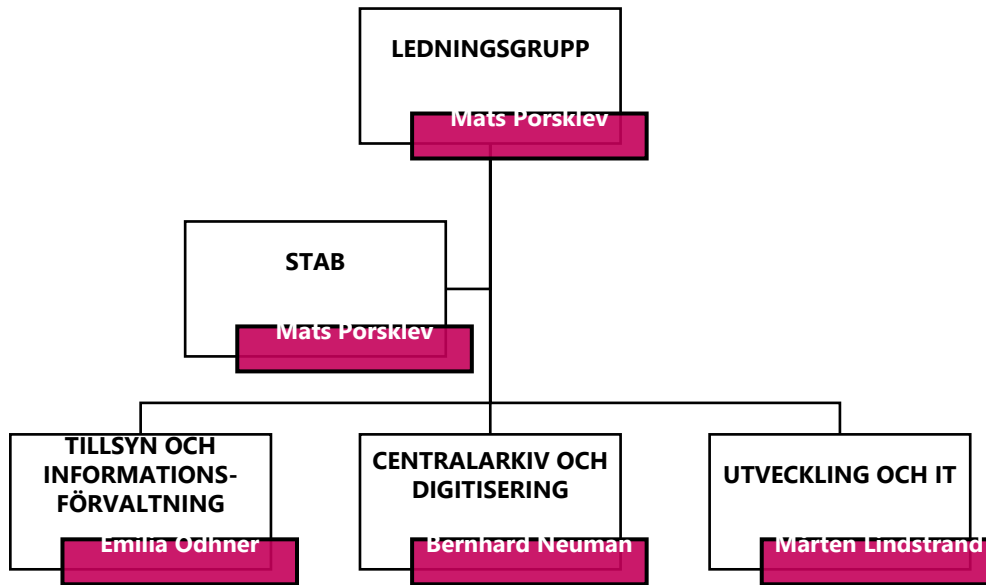 LEDNINGSGRUPP
Mats Porsklev
STAB
Mats Porsklev
TILLSYN OCH
INFORMATIONS-
FÖRVALTNING
Emilia Odhner
CENTRALARKIV OCH
DIGITISERING
Bernhard Neuman
UTVECKLING OCH IT
Mårten Lindstrand